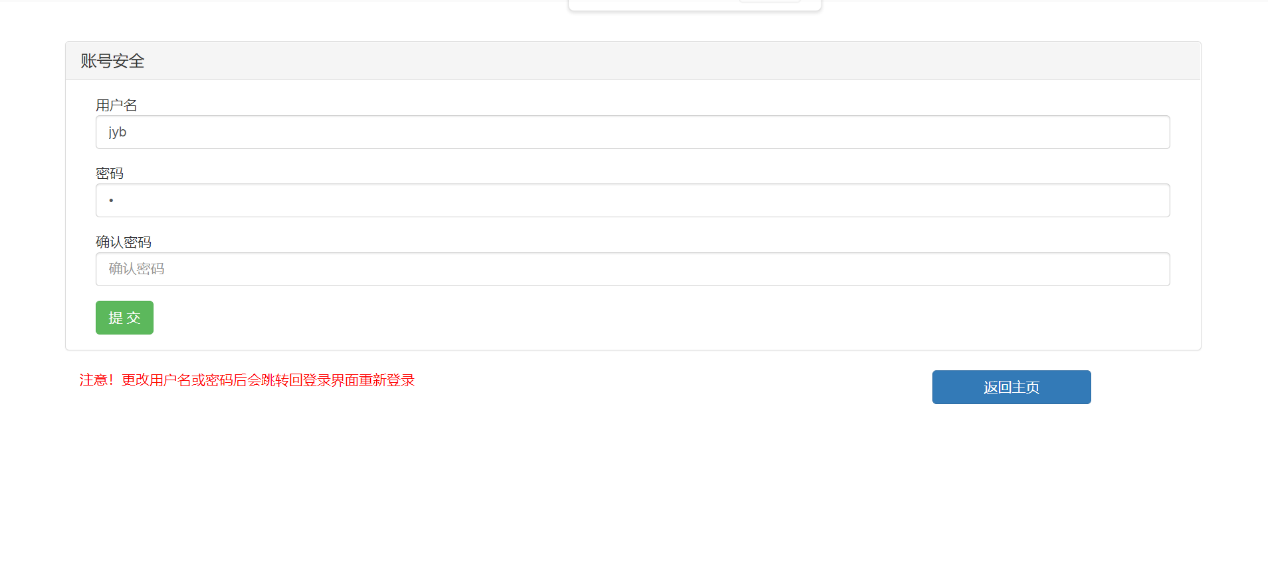 账号安全
用户名
jyb
密码
•
确认密码
确认密码
提 交
注意！更改用户名或密码后会跳转回登录界面重新登录
返回主页